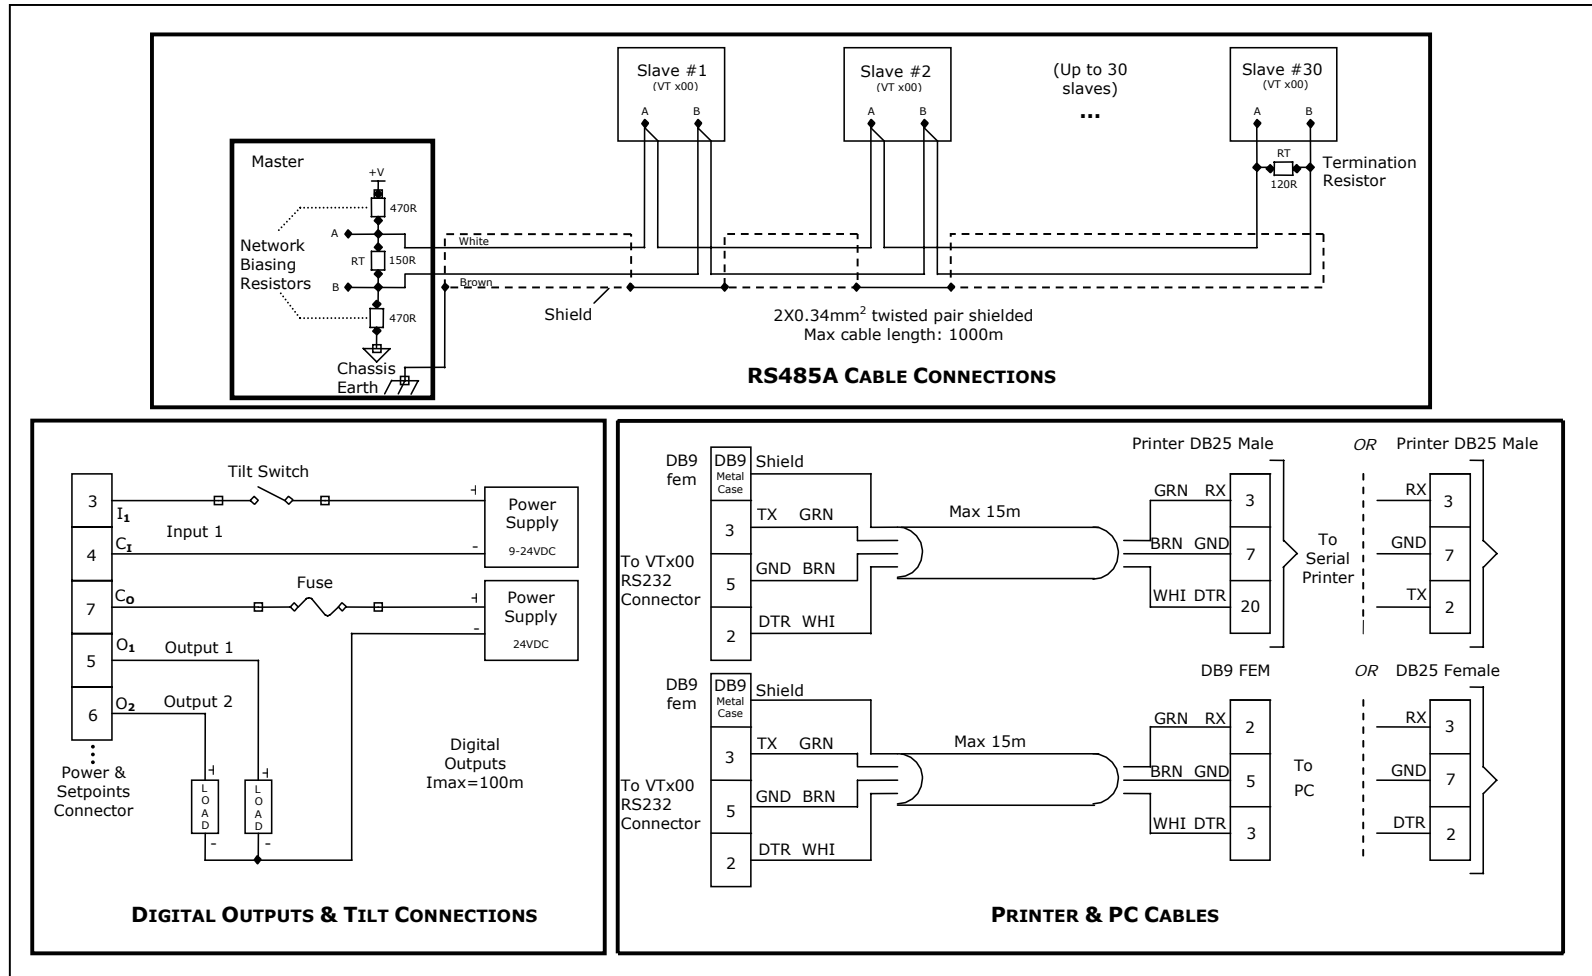 Slave #1
(VT x00)
A B
Slave #2
(VT x00)
A B
(Up to 30
slaves)
...
Slave #30
(VT x00)
A B
RT
120R
Termination
Resistor
Master
+V
470R
A
Network
Biasing
Resistors
RT 150R
B
470R
Chassis
Earth
White
Brown
Shield
2X0.34mm² twisted pair shielded
Max cable length: 1000m
RS485A CABLE CONNECTIONS
Tilt Switch
3
I₁
Input 1
4
C_I
+
Power
Supply
9-24VDC
-
7
C_O
Fuse
+
Power
Supply
24VDC
-
5
O₁ Output 1
6
O₂ Output 2
Power &
Setpoints
Connector
+
LOAD
-
+
LOAD
-
Digital
Outputs
Imax=100m
DIGITAL OUTPUTS & TILT CONNECTIONS
DB9
fem
DB9
Metal
Case
Shield
3
TX GRN
To VTx00
RS232
Connector
5
GND BRN
2
DTR WHI
Max 15m
Printer DB25 Male
GRN RX 3
BRN GND 7
WHI DTR 20
To
Serial
Printer
OR Printer DB25 Male
RX 3
GND 7
TX 2
DB9
fem
DB9
Metal
Case
Shield
3
TX GRN
To VTx00
RS232
Connector
5
GND BRN
2
DTR WHI
Max 15m
DB9 FEM
GRN RX 2
BRN GND 5
WHI DTR 3
To
PC
OR DB25 Female
RX 3
GND 7
DTR 2
PRINTER & PC CABLES